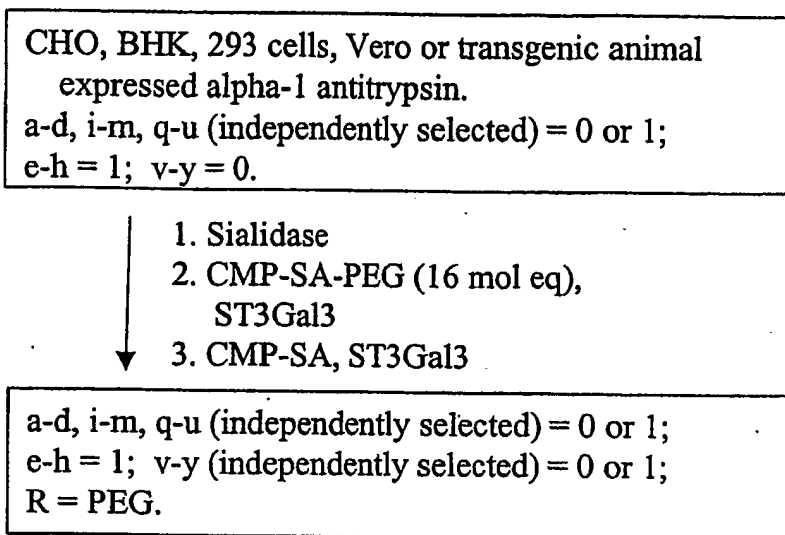 CHO, BHK, 293 cells, Vero or transgenic animal
expressed alpha-1 antitrypsin.
a-d, i-m, q-u (independently selected) = 0 or 1;
e-h = 1; v-y = 0.
1. Sialidase
2. CMP-SA-PEG (16 mol eq),
ST3Gal3
3. CMP-SA, ST3Gal3
a-d, i-m, q-u (independently selected) = 0 or 1;
e-h = 1; v-y (independently selected) = 0 or 1;
R = PEG.